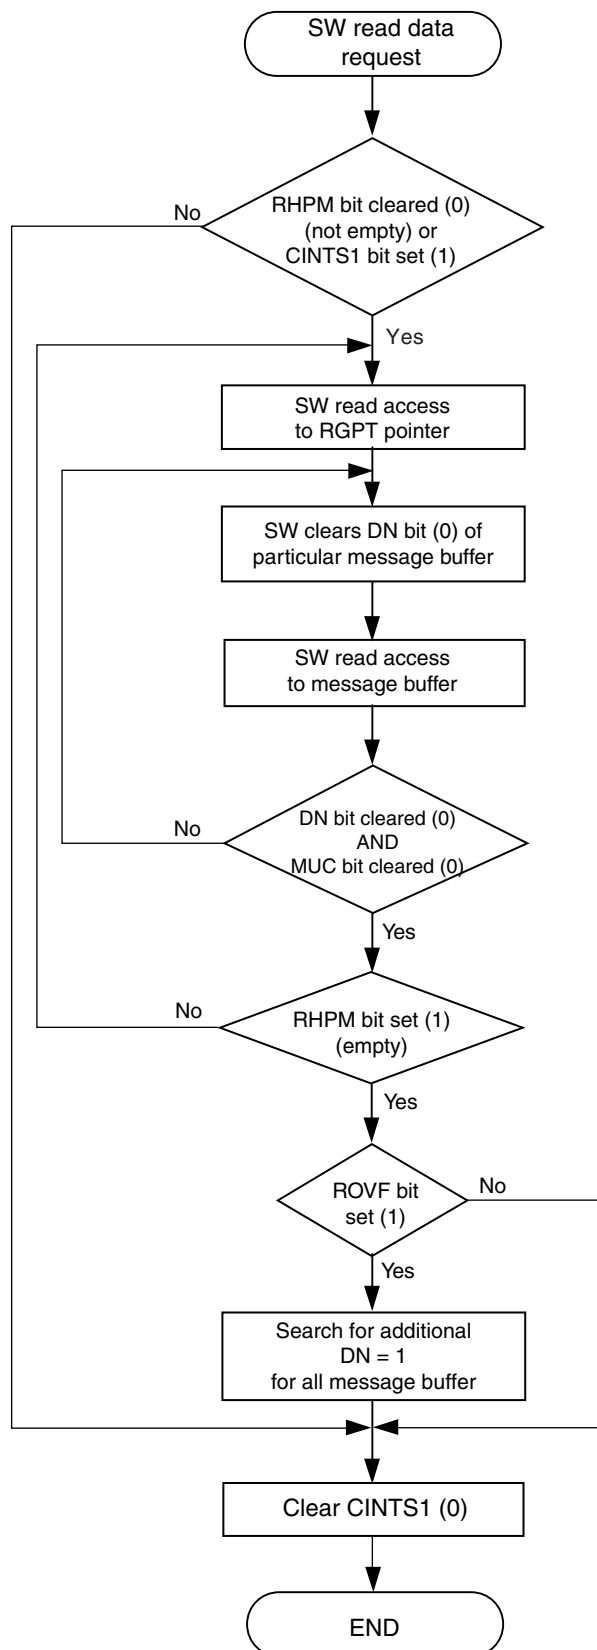 SW read data
request
No
RHPM bit cleared (0)
(not empty) or
CINTS1 bit set (1)
Yes
SW read access
to RGPT pointer
SW clears DN bit (0) of
particular message buffer
SW read access
to message buffer
No
DN bit cleared (0)
AND
MUC bit cleared (0)
Yes
No
RHPM bit set (1)
(empty)
Yes
ROVF bit
set (1)
No
Yes
Search for additional
DN = 1
for all message buffer
Clear CINTS1 (0)
END